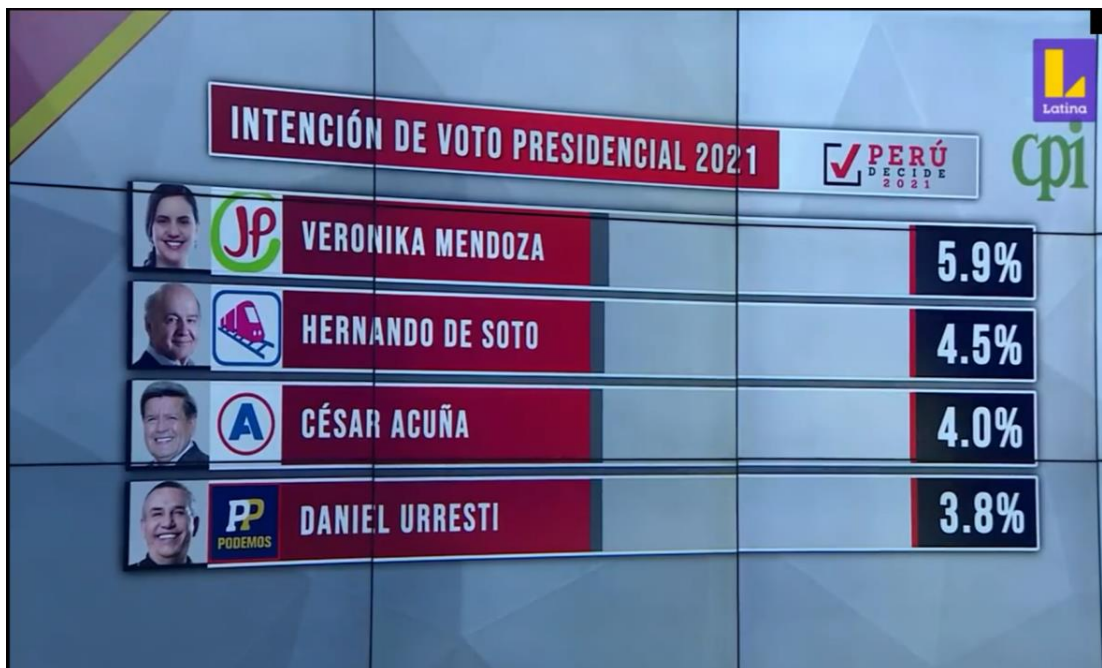 Latina
cpi
INTENCIÓN DE VOTO PRESIDENCIAL 2021
PERÚ
DECIDE
2021
JP VERONIKA MENDOZA 5.9%
HERNANDO DE SOTO 4.5%
A CÉSAR ACUÑA 4.0%
PP
PODEMOS
DANIEL URRESTI 3.8%